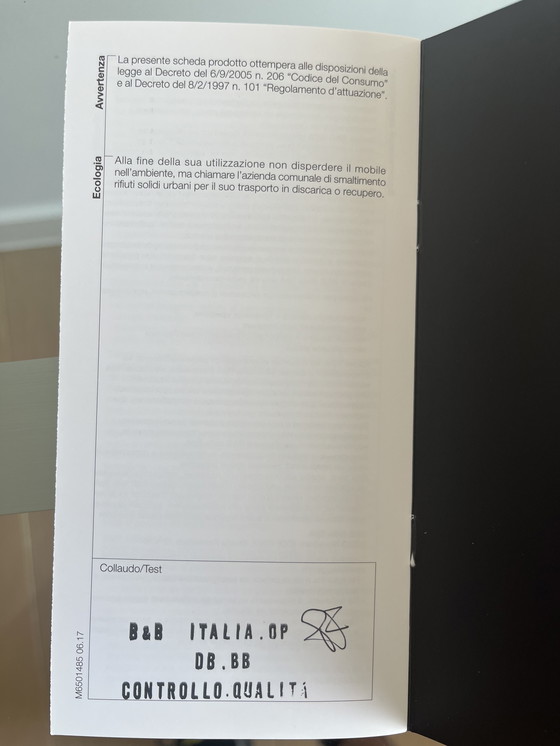 Avvertenza
La presente scheda prodotto ottempera alle disposizioni della
legge al Decreto del 6/9/2005 n. 206 "Codice del Consumo"
e al Decreto del 8/2/1997 n. 101 "Regolamento d'attuazione".
Ecologia
Alla fine della sua utilizzazione non disperdere il mobile
nell'ambiente, ma chiamare l'azienda comunale di smaltimento
rifiuti solidi urbani per il suo trasporto in discarica o recupero.
Collaudo/Test
B&B ITALIA.OP
DB.BB
CONTROLLO.QUALITÁ
M6501485 06.17